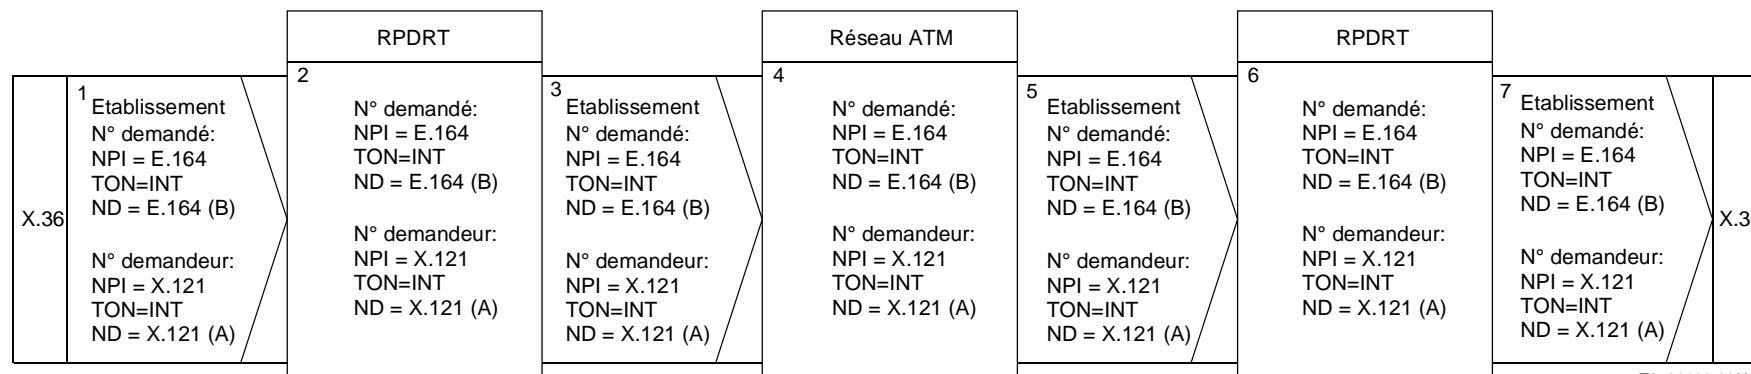 RPDRT
Réseau ATM
RPDRT
X.36
1
Etablissement
N° demandé:
NPI = E.164
TON=INT
ND = E.164 (B)
N° demandeur:
NPI = X.121
TON=INT
ND = X.121 (A)
2
N° demandé:
NPI = E.164
TON=INT
ND = E.164 (B)
N° demandeur:
NPI = X.121
TON=INT
ND = X.121 (A)
3
Etablissement
N° demandé:
NPI = E.164
TON=INT
ND = E.164 (B)
N° demandeur:
NPI = X.121
TON=INT
ND = X.121 (A)
4
N° demandé:
NPI = E.164
TON=INT
ND = E.164 (B)
N° demandeur:
NPI = X.121
TON=INT
ND = X.121 (A)
5
Etablissement
N° demandé:
NPI = E.164
TON=INT
ND = E.164 (B)
N° demandeur:
NPI = X.121
TON=INT
ND = X.121 (A)
6
N° demandé:
NPI = E.164
TON=INT
ND = E.164 (B)
N° demandeur:
NPI = X.121
TON=INT
ND = X.121 (A)
7
Etablissement
N° demandé:
NPI = E.164
TON=INT
ND = E.164 (B)
N° demandeur:
NPI = X.121
TON=INT
ND = X.121 (A)
X.3